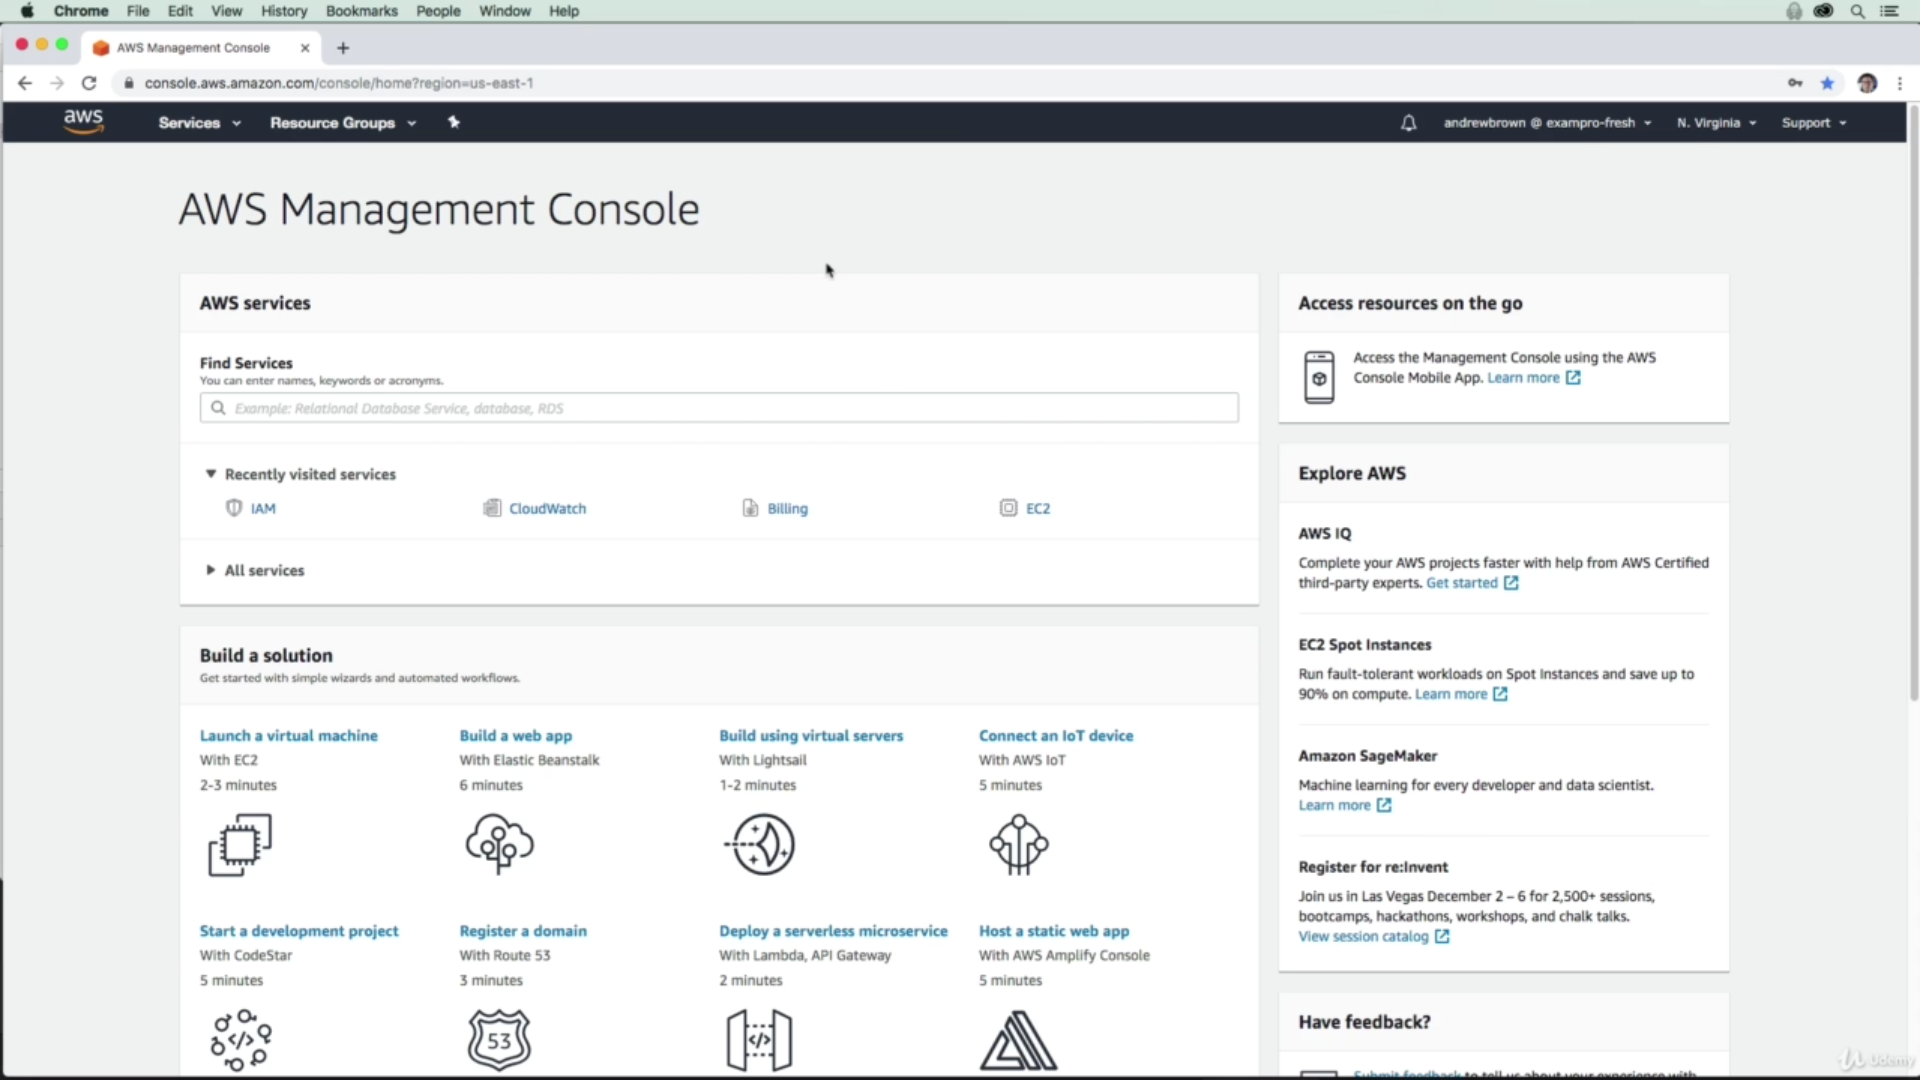 Chrome File Edit View History Bookmarks People Window Help
AWS Management Console
console.aws.amazon.com/console/home?region=us-east-1
aws Services Resource Groups andrewbrown @ exampro-fresh N. Virginia Support
AWS Management Console
AWS services
Find Services
You can enter names, keywords or acronyms.
Example: Relational Database Service, database, RDS
Recently visited services
IAM CloudWatch Billing EC2
All services
Build a solution
Get started with simple wizards and automated workflows.
Launch a virtual machine
With EC2
2-3 minutes
Build a web app
With Elastic Beanstalk
6 minutes
Build using virtual servers
With Lightsail
1-2 minutes
Connect an IoT device
With AWS IoT
5 minutes
Start a development project
With CodeStar
5 minutes
Register a domain
With Route 53
3 minutes
53
Deploy a serverless microservice
With Lambda, API Gateway
2 minutes
Host a static web app
With AWS Amplify Console
5 minutes
Access resources on the go
Access the Management Console using the AWS
Console Mobile App. Learn more
Explore AWS
AWS IQ
Complete your AWS projects faster with help from AWS Certified
third-party experts. Get started
EC2 Spot Instances
Run fault-tolerant workloads on Spot Instances and save up to
90% on compute. Learn more
Amazon SageMaker
Machine learning for every developer and data scientist.
Learn more
Register for re:Invent
Join us in Las Vegas December 2 – 6 for 2,500+ sessions,
bootcamps, hackathons, workshops, and chalk talks.
View session catalog
Have feedback?
Submit feedback to tell us about your experience with
Udemy